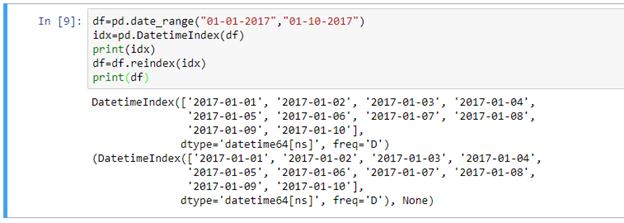 In [9]: df=pd.date_range("01-01-2017","01-10-2017")
idx=pd.DatetimeIndex(df)
print(idx)
df=df.reindex(idx)
print(df)
DatetimeIndex(['2017-01-01', '2017-01-02', '2017-01-03', '2017-01-04',
'2017-01-05', '2017-01-06', '2017-01-07', '2017-01-08',
'2017-01-09', '2017-01-10'],
dtype='datetime64[ns]', freq='D')
(DatetimeIndex(['2017-01-01', '2017-01-02', '2017-01-03', '2017-01-04',
'2017-01-05', '2017-01-06', '2017-01-07', '2017-01-08',
'2017-01-09', '2017-01-10'],
dtype='datetime64[ns]', freq='D'), None)